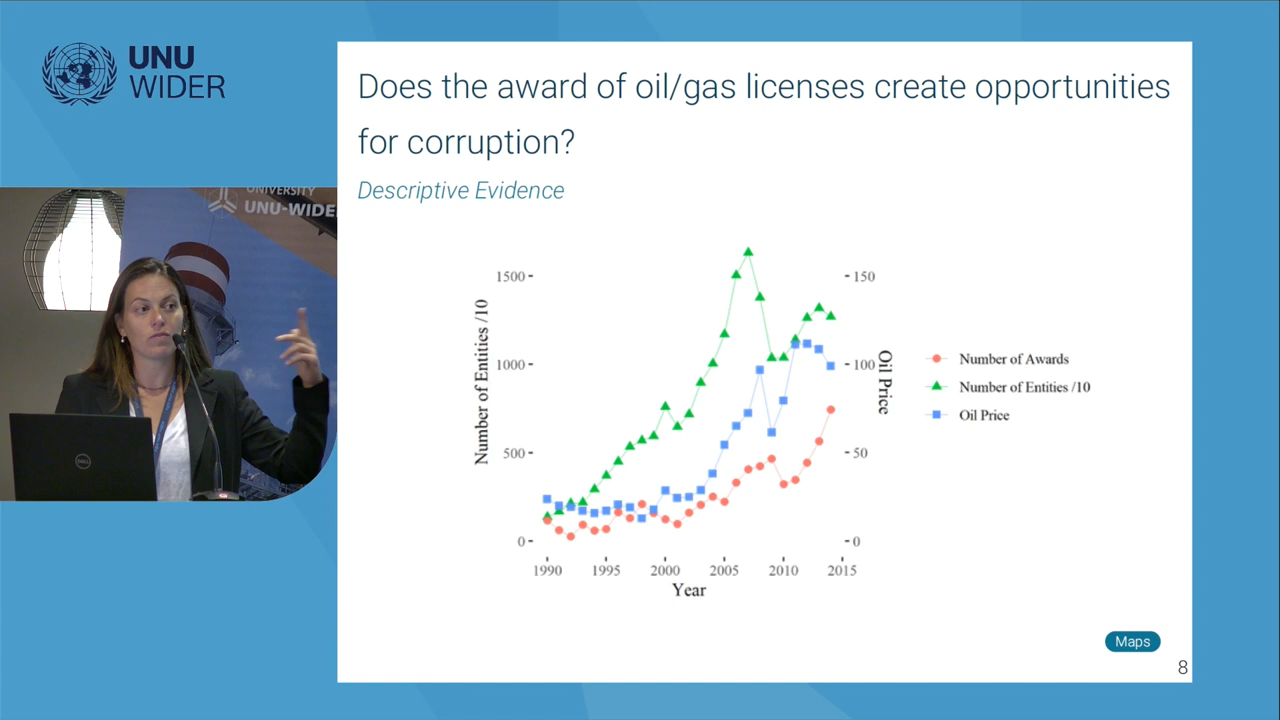 UNU
WIDER
Does the award of oil/gas licenses create opportunities
for corruption?
Descriptive Evidence
UNIVERSITY
UNU-WIDER
DELL
Number of Entities /10
1500
1000
500
0
150
100
50
0
Oil Price
1990
1995
2000
2005
2010
2015
Year
Number of Awards
Number of Entities /10
Oil Price
Maps
8